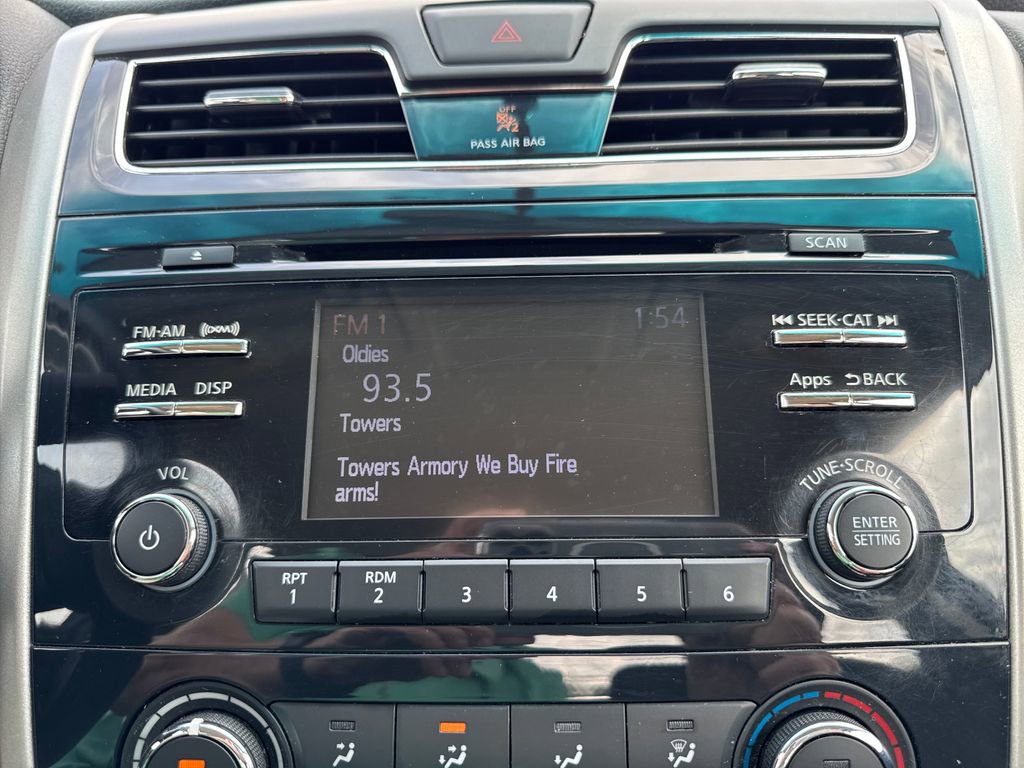 OFF
2
PASS AIR BAG
SCAN
FM-AM ((XM))
MEDIA DISP
VOL
FM 1 1:54
Oldies
93.5
Towers
Towers Armory We Buy Fire
arms!
SEEK·CAT
Apps BACK
TUNE·SCROLL
ENTER
SETTING
RPT RDM
1 2 3 4 5 6